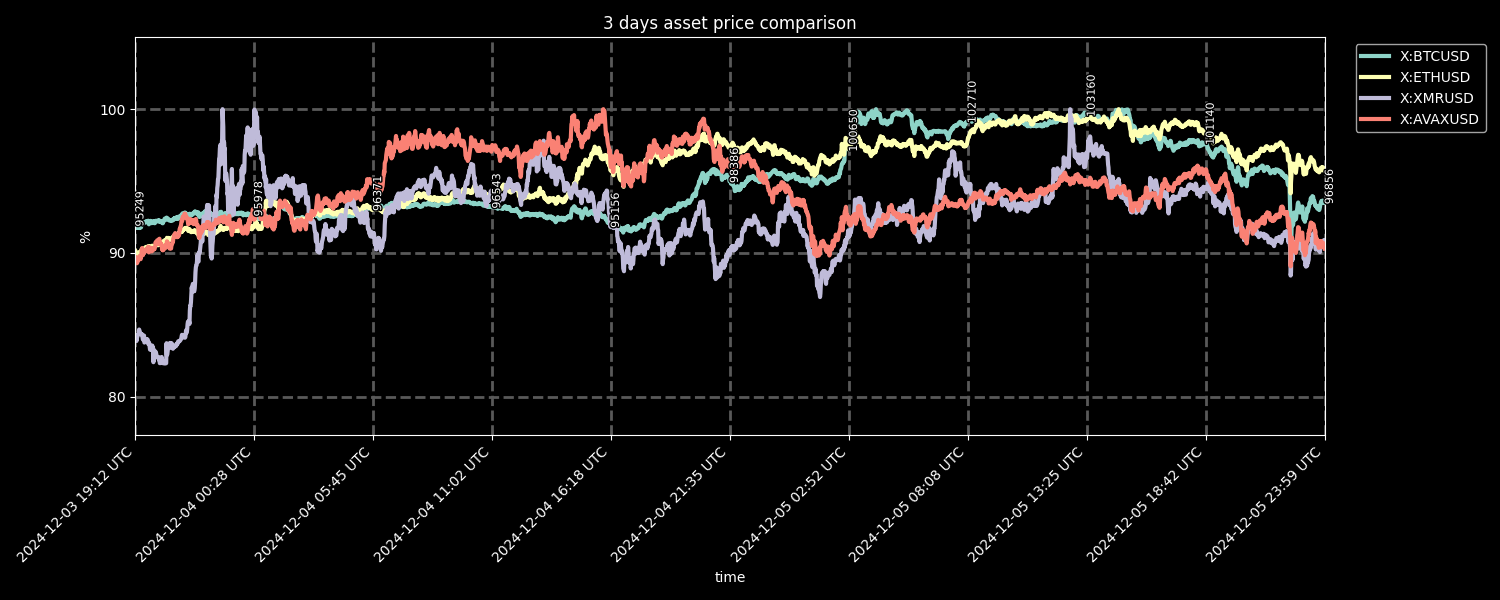 3 days asset price comparison
X:BTCUSD
X:ETHUSD
X:XMRUSD
X:AVAXUSD
100
90
80
%
95249
95978
96371
96543
95156
98386
100650
102710
103160
101140
96856
2024-12-03 19:12 UTC
2024-12-04 00:28 UTC
2024-12-04 05:45 UTC
2024-12-04 11:02 UTC
2024-12-04 16:18 UTC
2024-12-04 21:35 UTC
2024-12-05 02:52 UTC
2024-12-05 08:08 UTC
2024-12-05 13:25 UTC
2024-12-05 18:42 UTC
2024-12-05 23:59 UTC
time